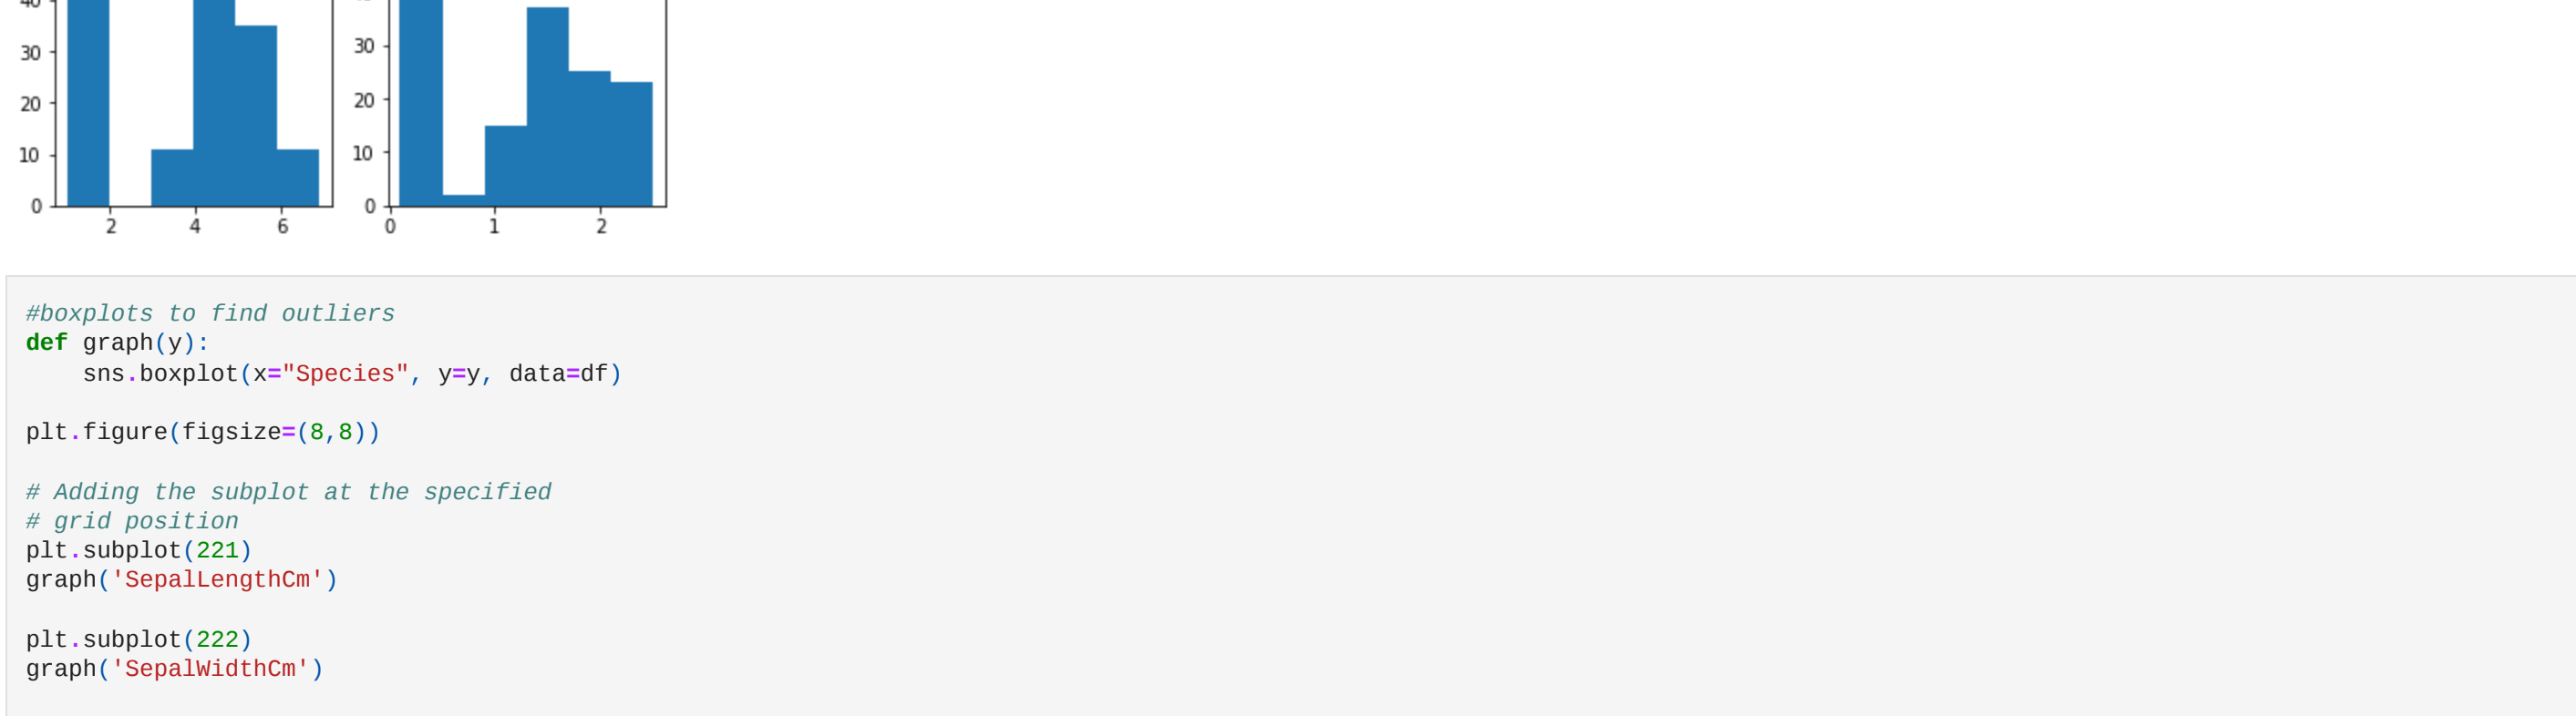 40
30
20
10
0
2 4 6
30
20
10
0
0 1 2
#boxplots to find outliers
def graph(y):
    sns.boxplot(x="Species", y=y, data=df)
plt.figure(figsize=(8,8))
# Adding the subplot at the specified
# grid position
plt.subplot(221)
graph('SepalLengthCm')
plt.subplot(222)
graph('SepalWidthCm')